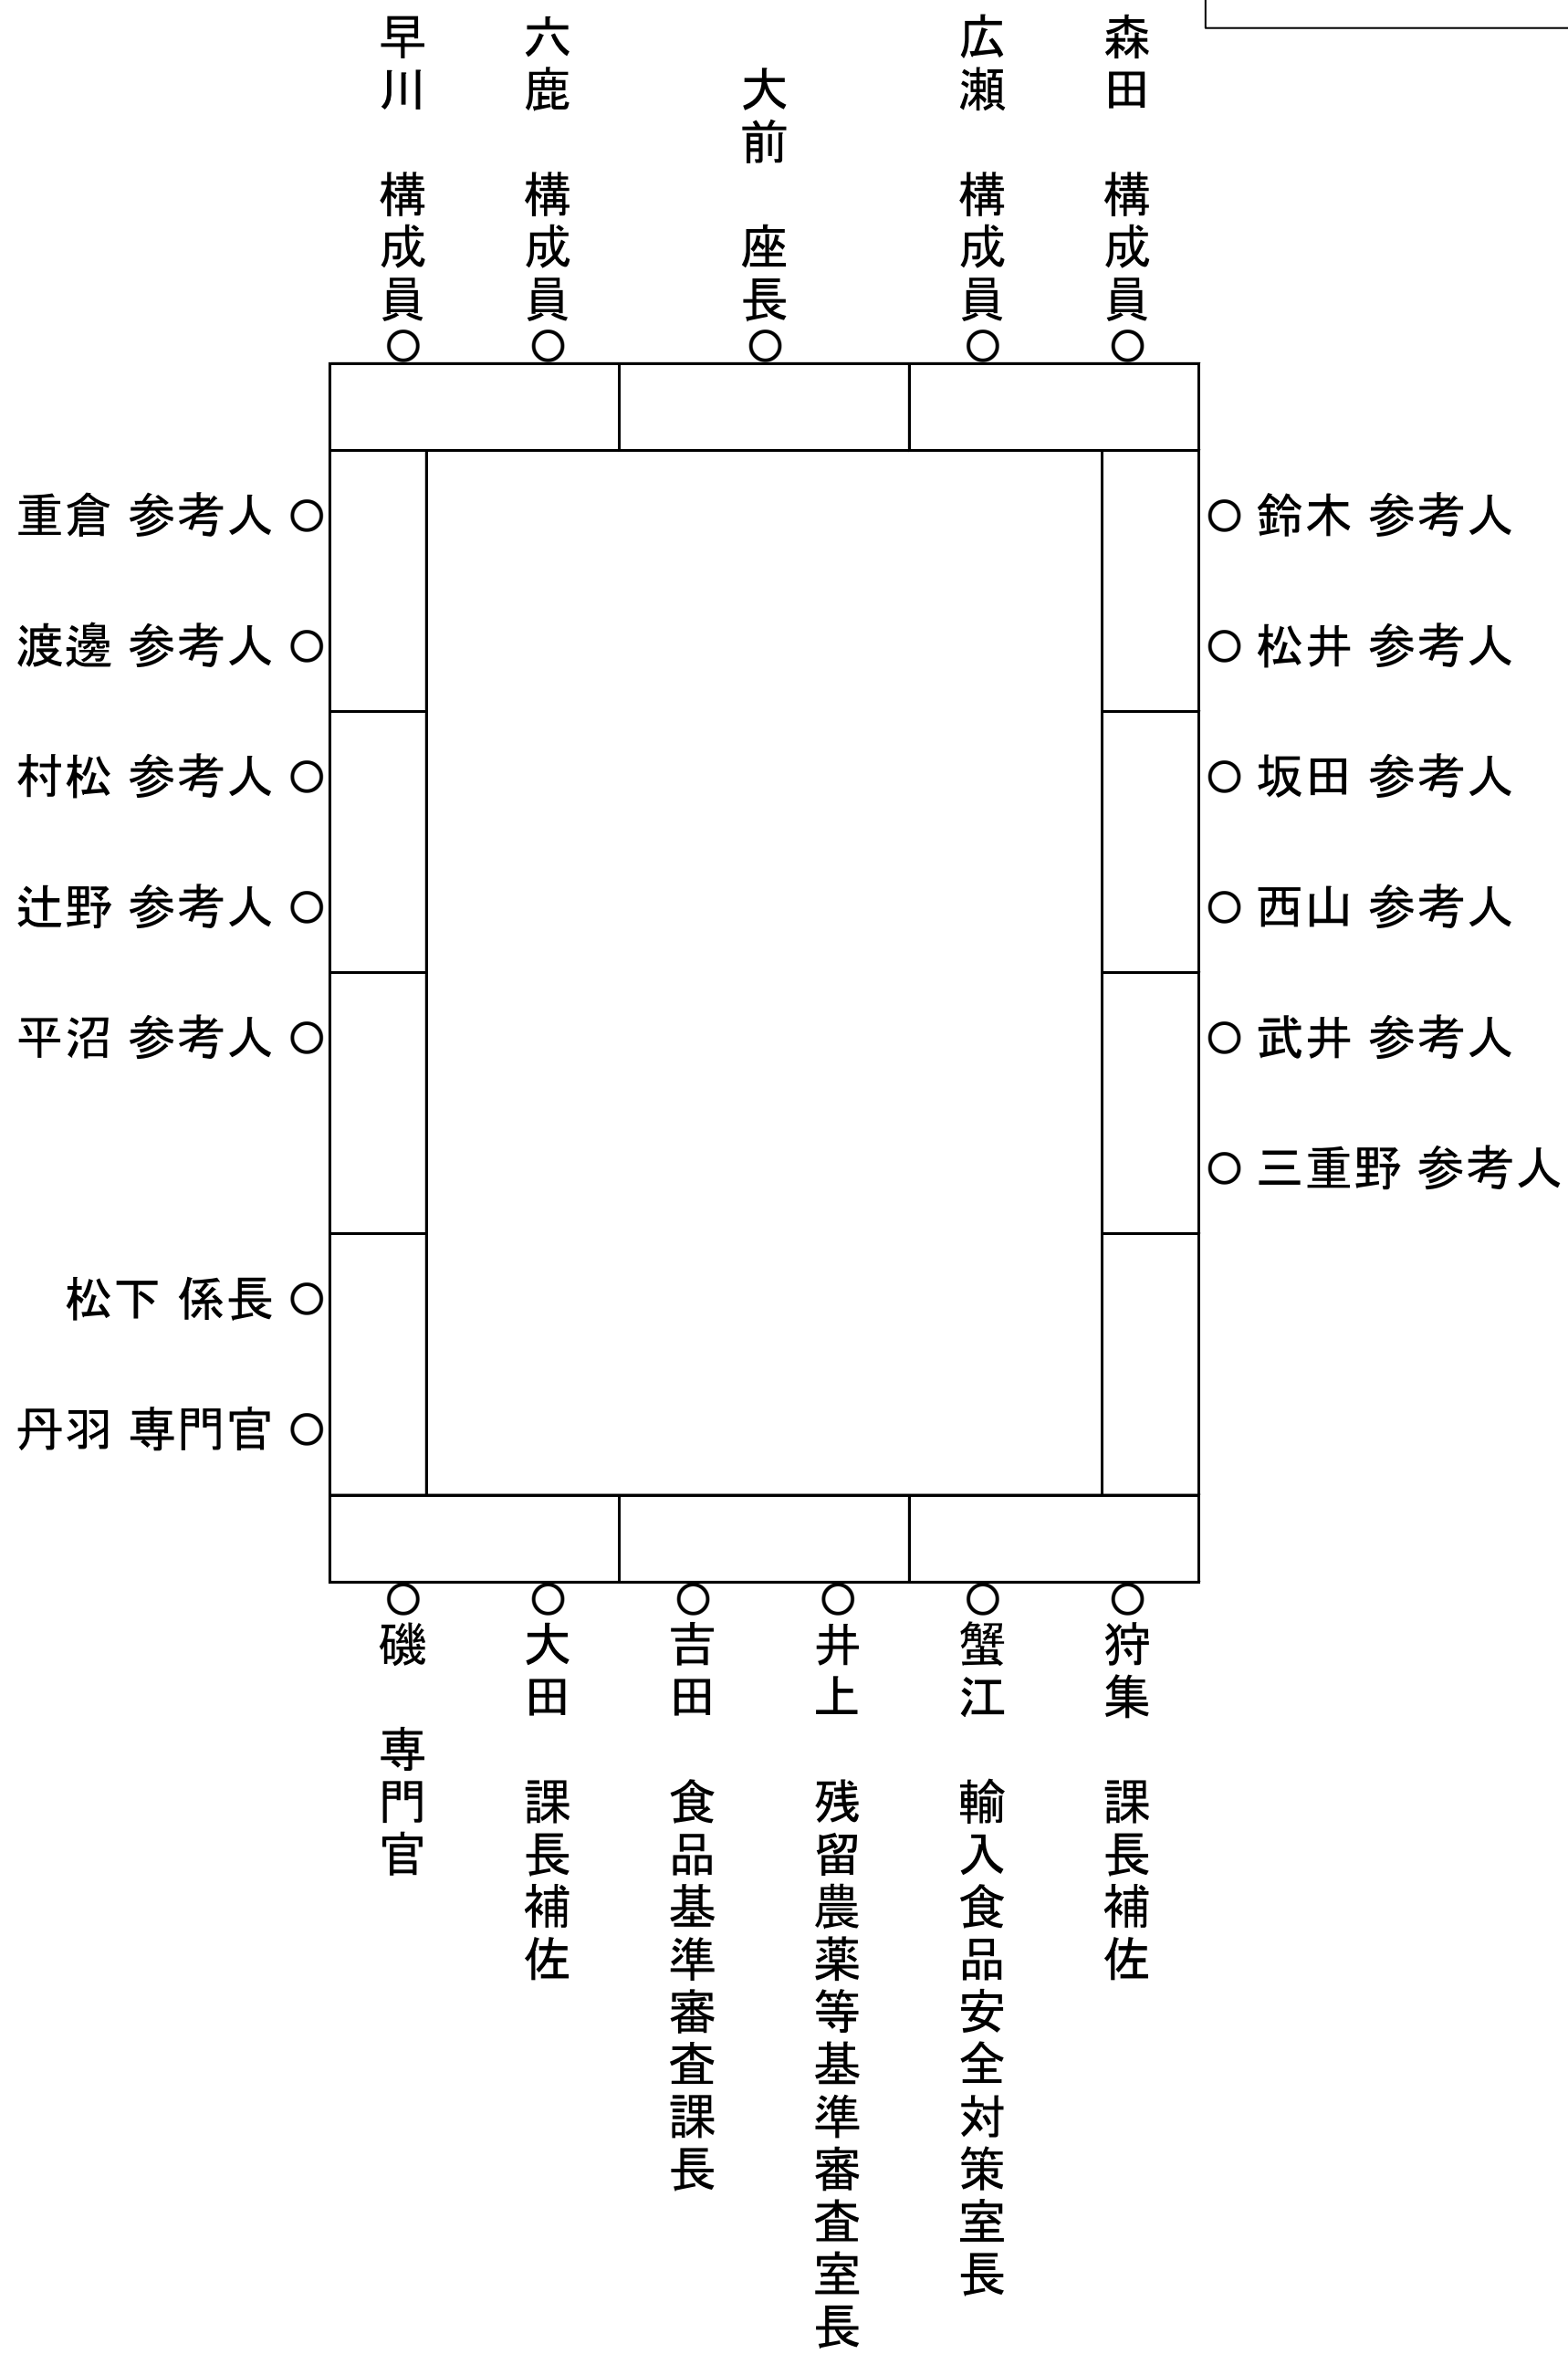 早川　構成員○
六鹿　構成員○
大前　座長○
広瀬　構成員○
森田　構成員○
重倉 参考人 ○
渡邊 参考人 ○
村松 参考人 ○
辻野 参考人 ○
平沼 参考人 ○
松下 係長 ○
丹羽 専門官 ○
○ 鈴木 参考人
○ 松井 参考人
○ 坂田 参考人
○ 西山 参考人
○ 武井 参考人
○ 三重野 参考人
○磯　専門官
○大田　課長補佐
○吉田　食品基準審査課長
○井上　残留農薬等基準審査室長
○蟹江　輸入食品安全対策室長
○狩集　課長補佐